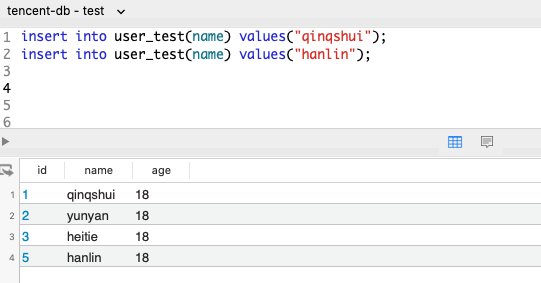 tencent-db - test
1 insert into user_test(name) values("qinqshui");
2 insert into user_test(name) values("hanlin");
3
4
5
6
id name age
1 1 qinqshui 18
2 2 yunyan 18
3 3 heitie 18
4 5 hanlin 18